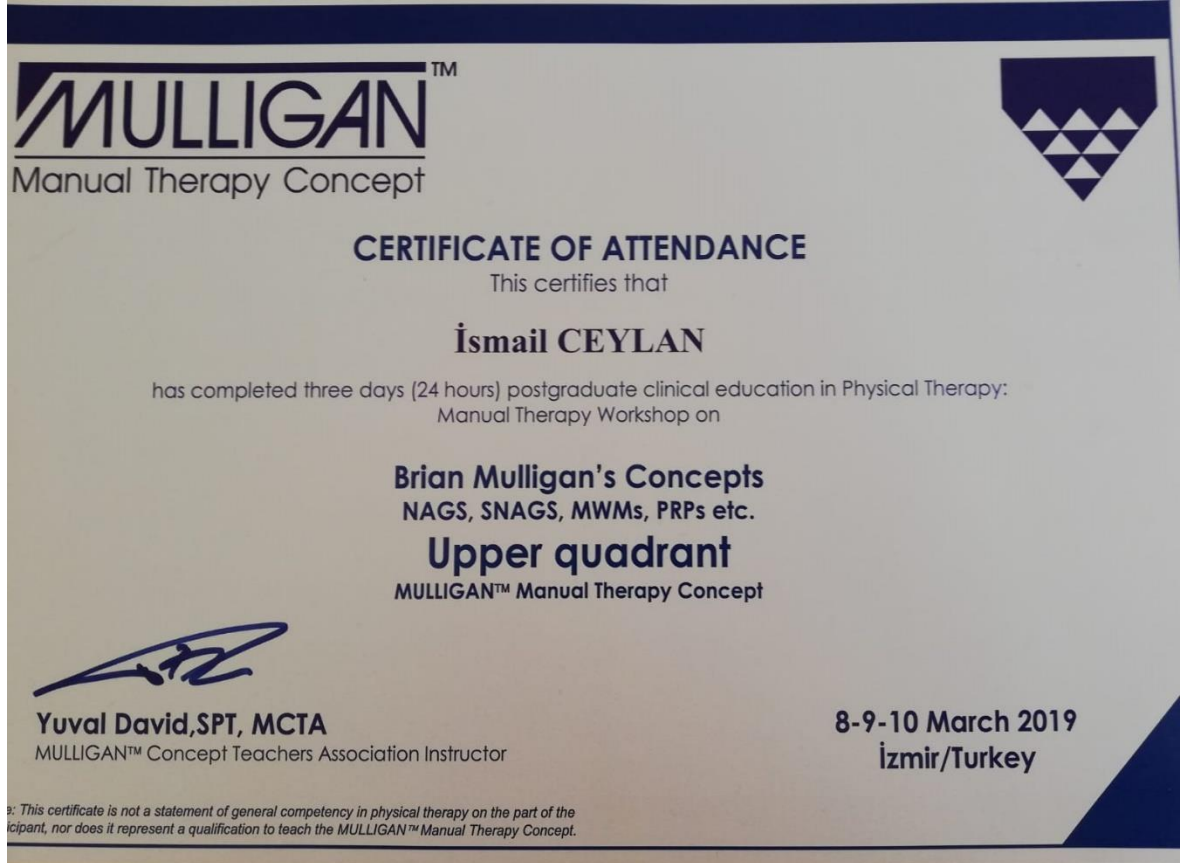 MULLIGAN™
Manual Therapy Concept
CERTIFICATE OF ATTENDANCE
This certifies that
İsmail CEYLAN
has completed three days (24 hours) postgraduate clinical education in Physical Therapy:
Manual Therapy Workshop on
Brian Mulligan's Concepts
NAGS, SNAGS, MWMs, PRPs etc.
Upper quadrant
MULLIGAN™ Manual Therapy Concept
Yuval David,SPT, MCTA
MULLIGAN™ Concept Teachers Association Instructor
8-9-10 March 2019
İzmir/Turkey
: This certificate is not a statement of general competency in physical therapy on the part of the
nor does it represent a qualification to teach the MULLIGAN™ Manual Therapy Concept.